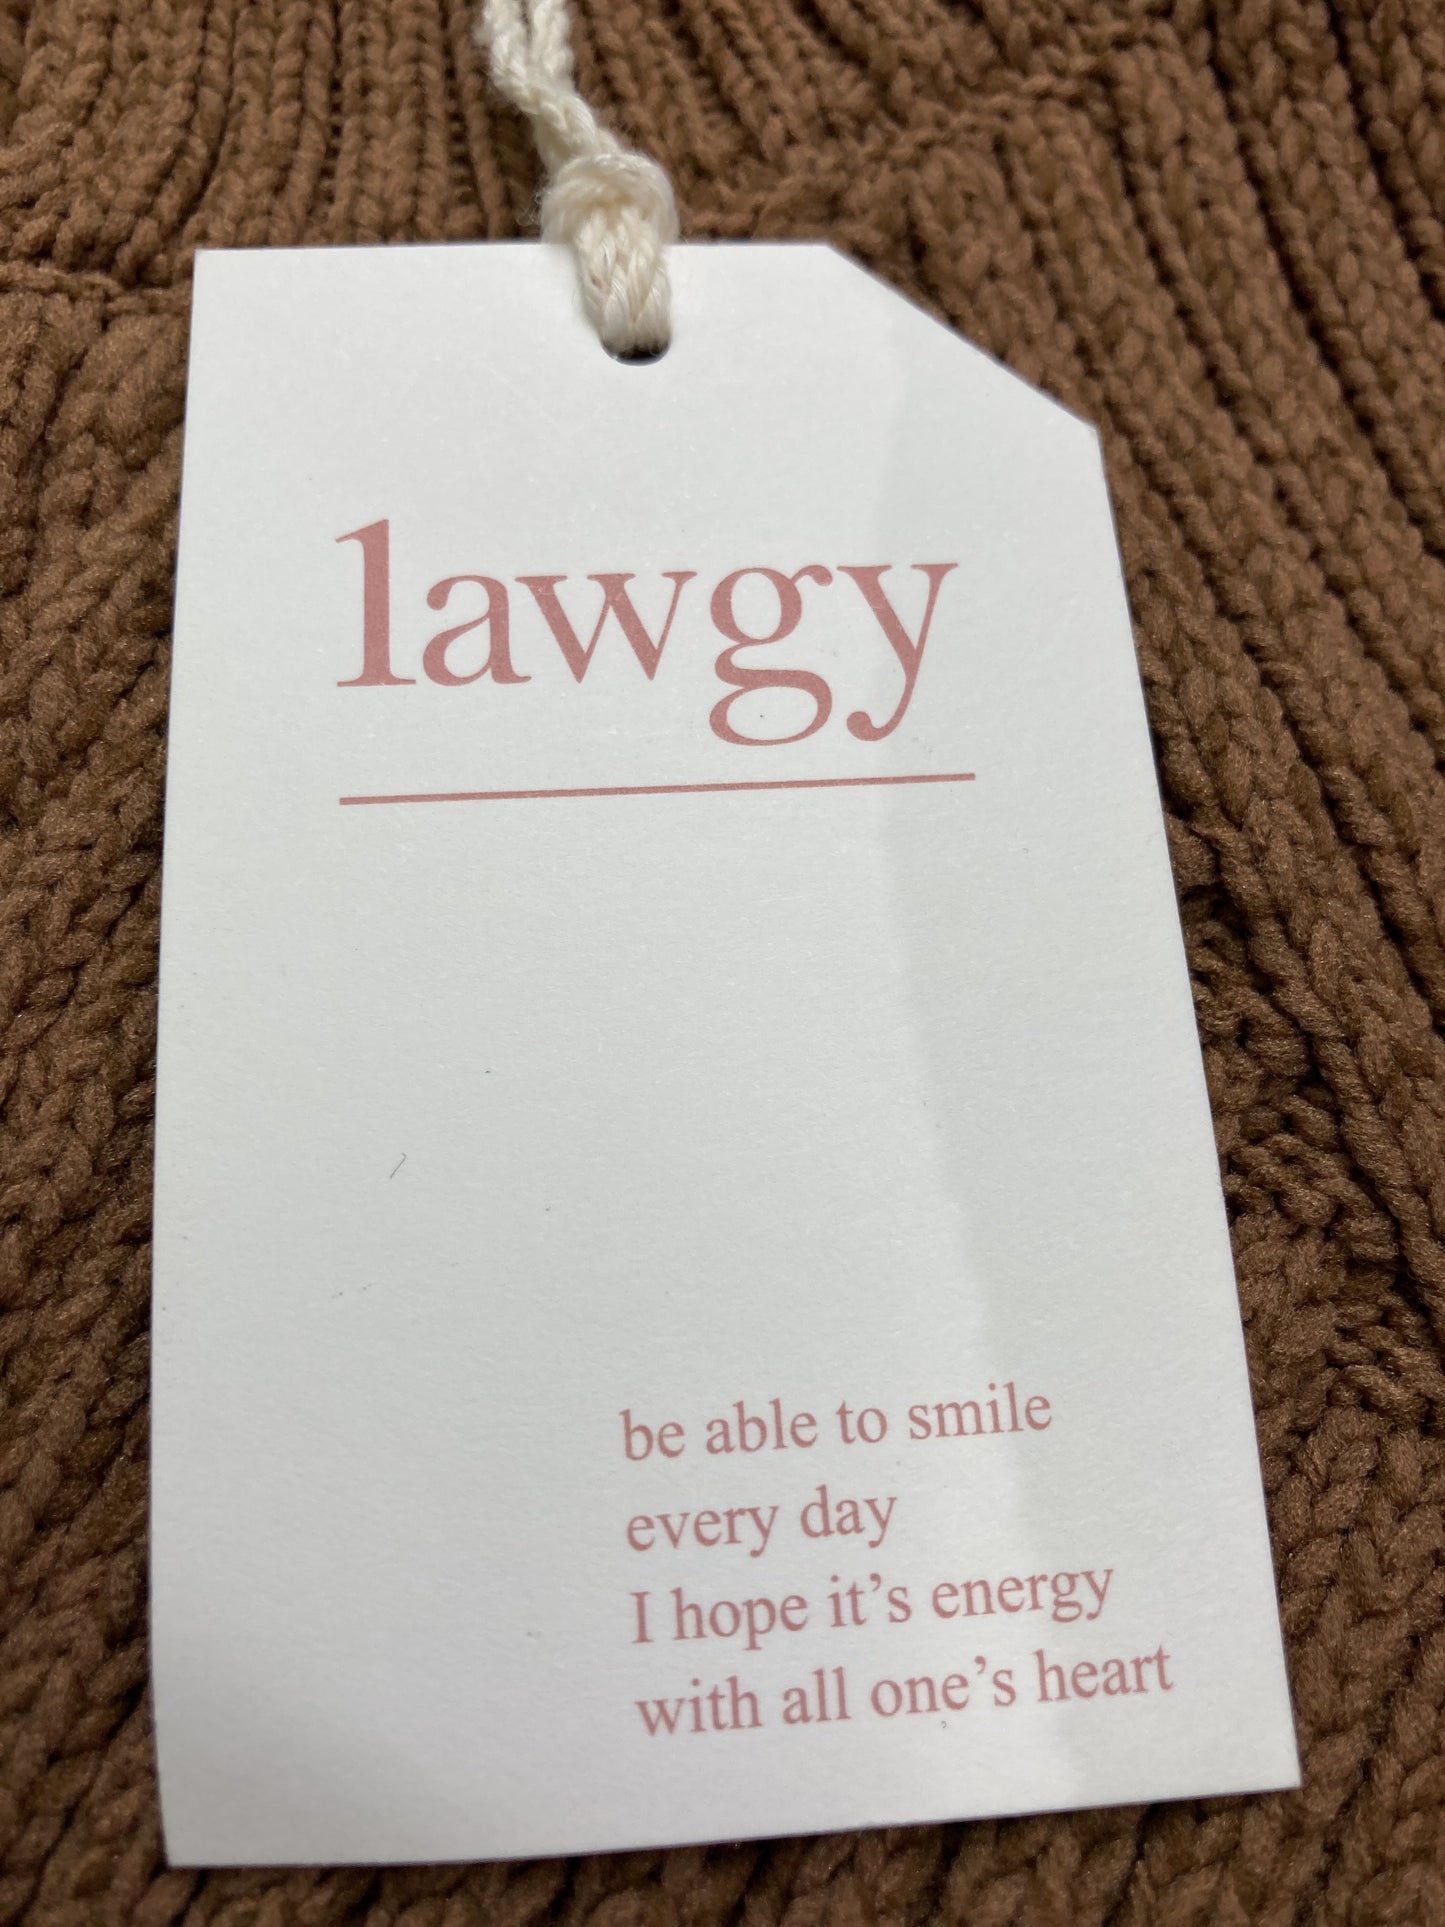 lawgy
be able to smile
every day
I hope it’s energy
with all one’s heart